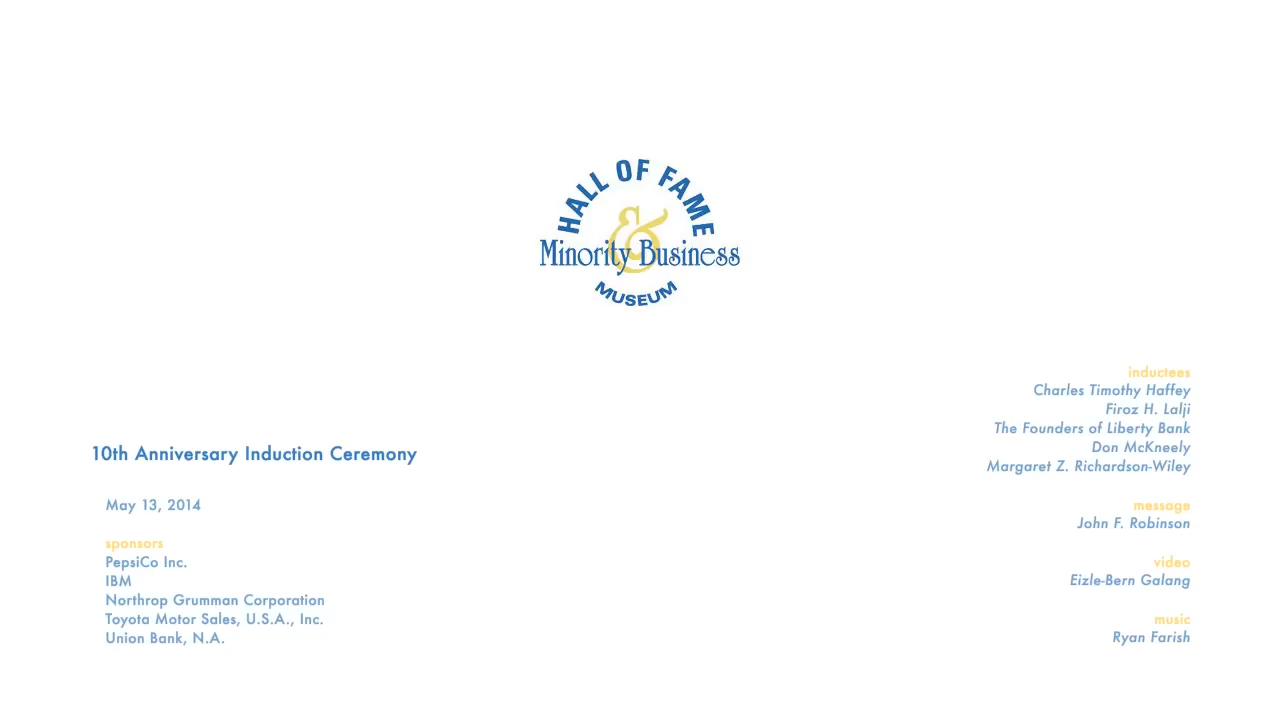 HALL OF FAME
&
Minority Business
MUSEUM
10th Anniversary Induction Ceremony
May 13, 2014
sponsors
PepsiCo Inc.
IBM
Northrop Grumman Corporation
Toyota Motor Sales, U.S.A., Inc.
Union Bank, N.A.
inductees
Charles Timothy Haffey
Firoz H. Lalji
The Founders of Liberty Bank
Don McKneely
Margaret Z. Richardson-Wiley
message
John F. Robinson
video
Eizle-Bern Galang
music
Ryan Farish